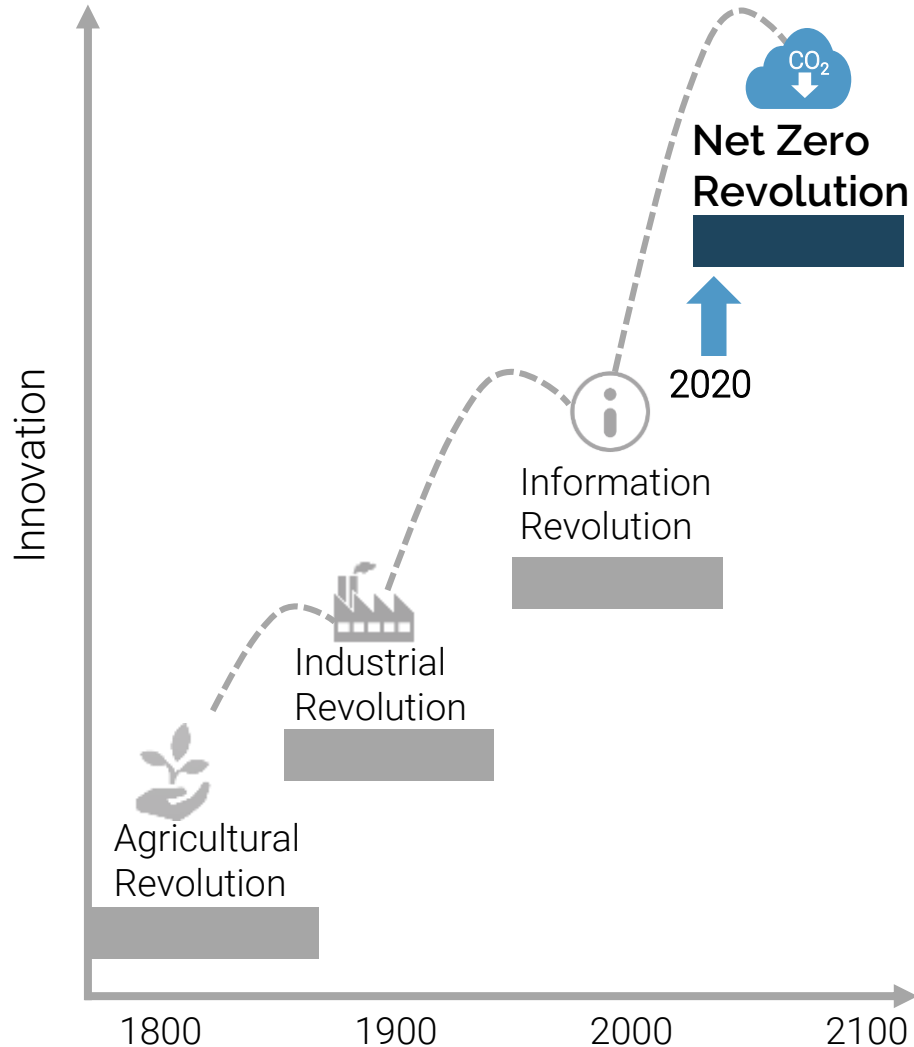 CO₂
Net Zero
Revolution
2020
Innovation
Information
Revolution
Industrial
Revolution
Agricultural
Revolution
1800
1900
2000
2100